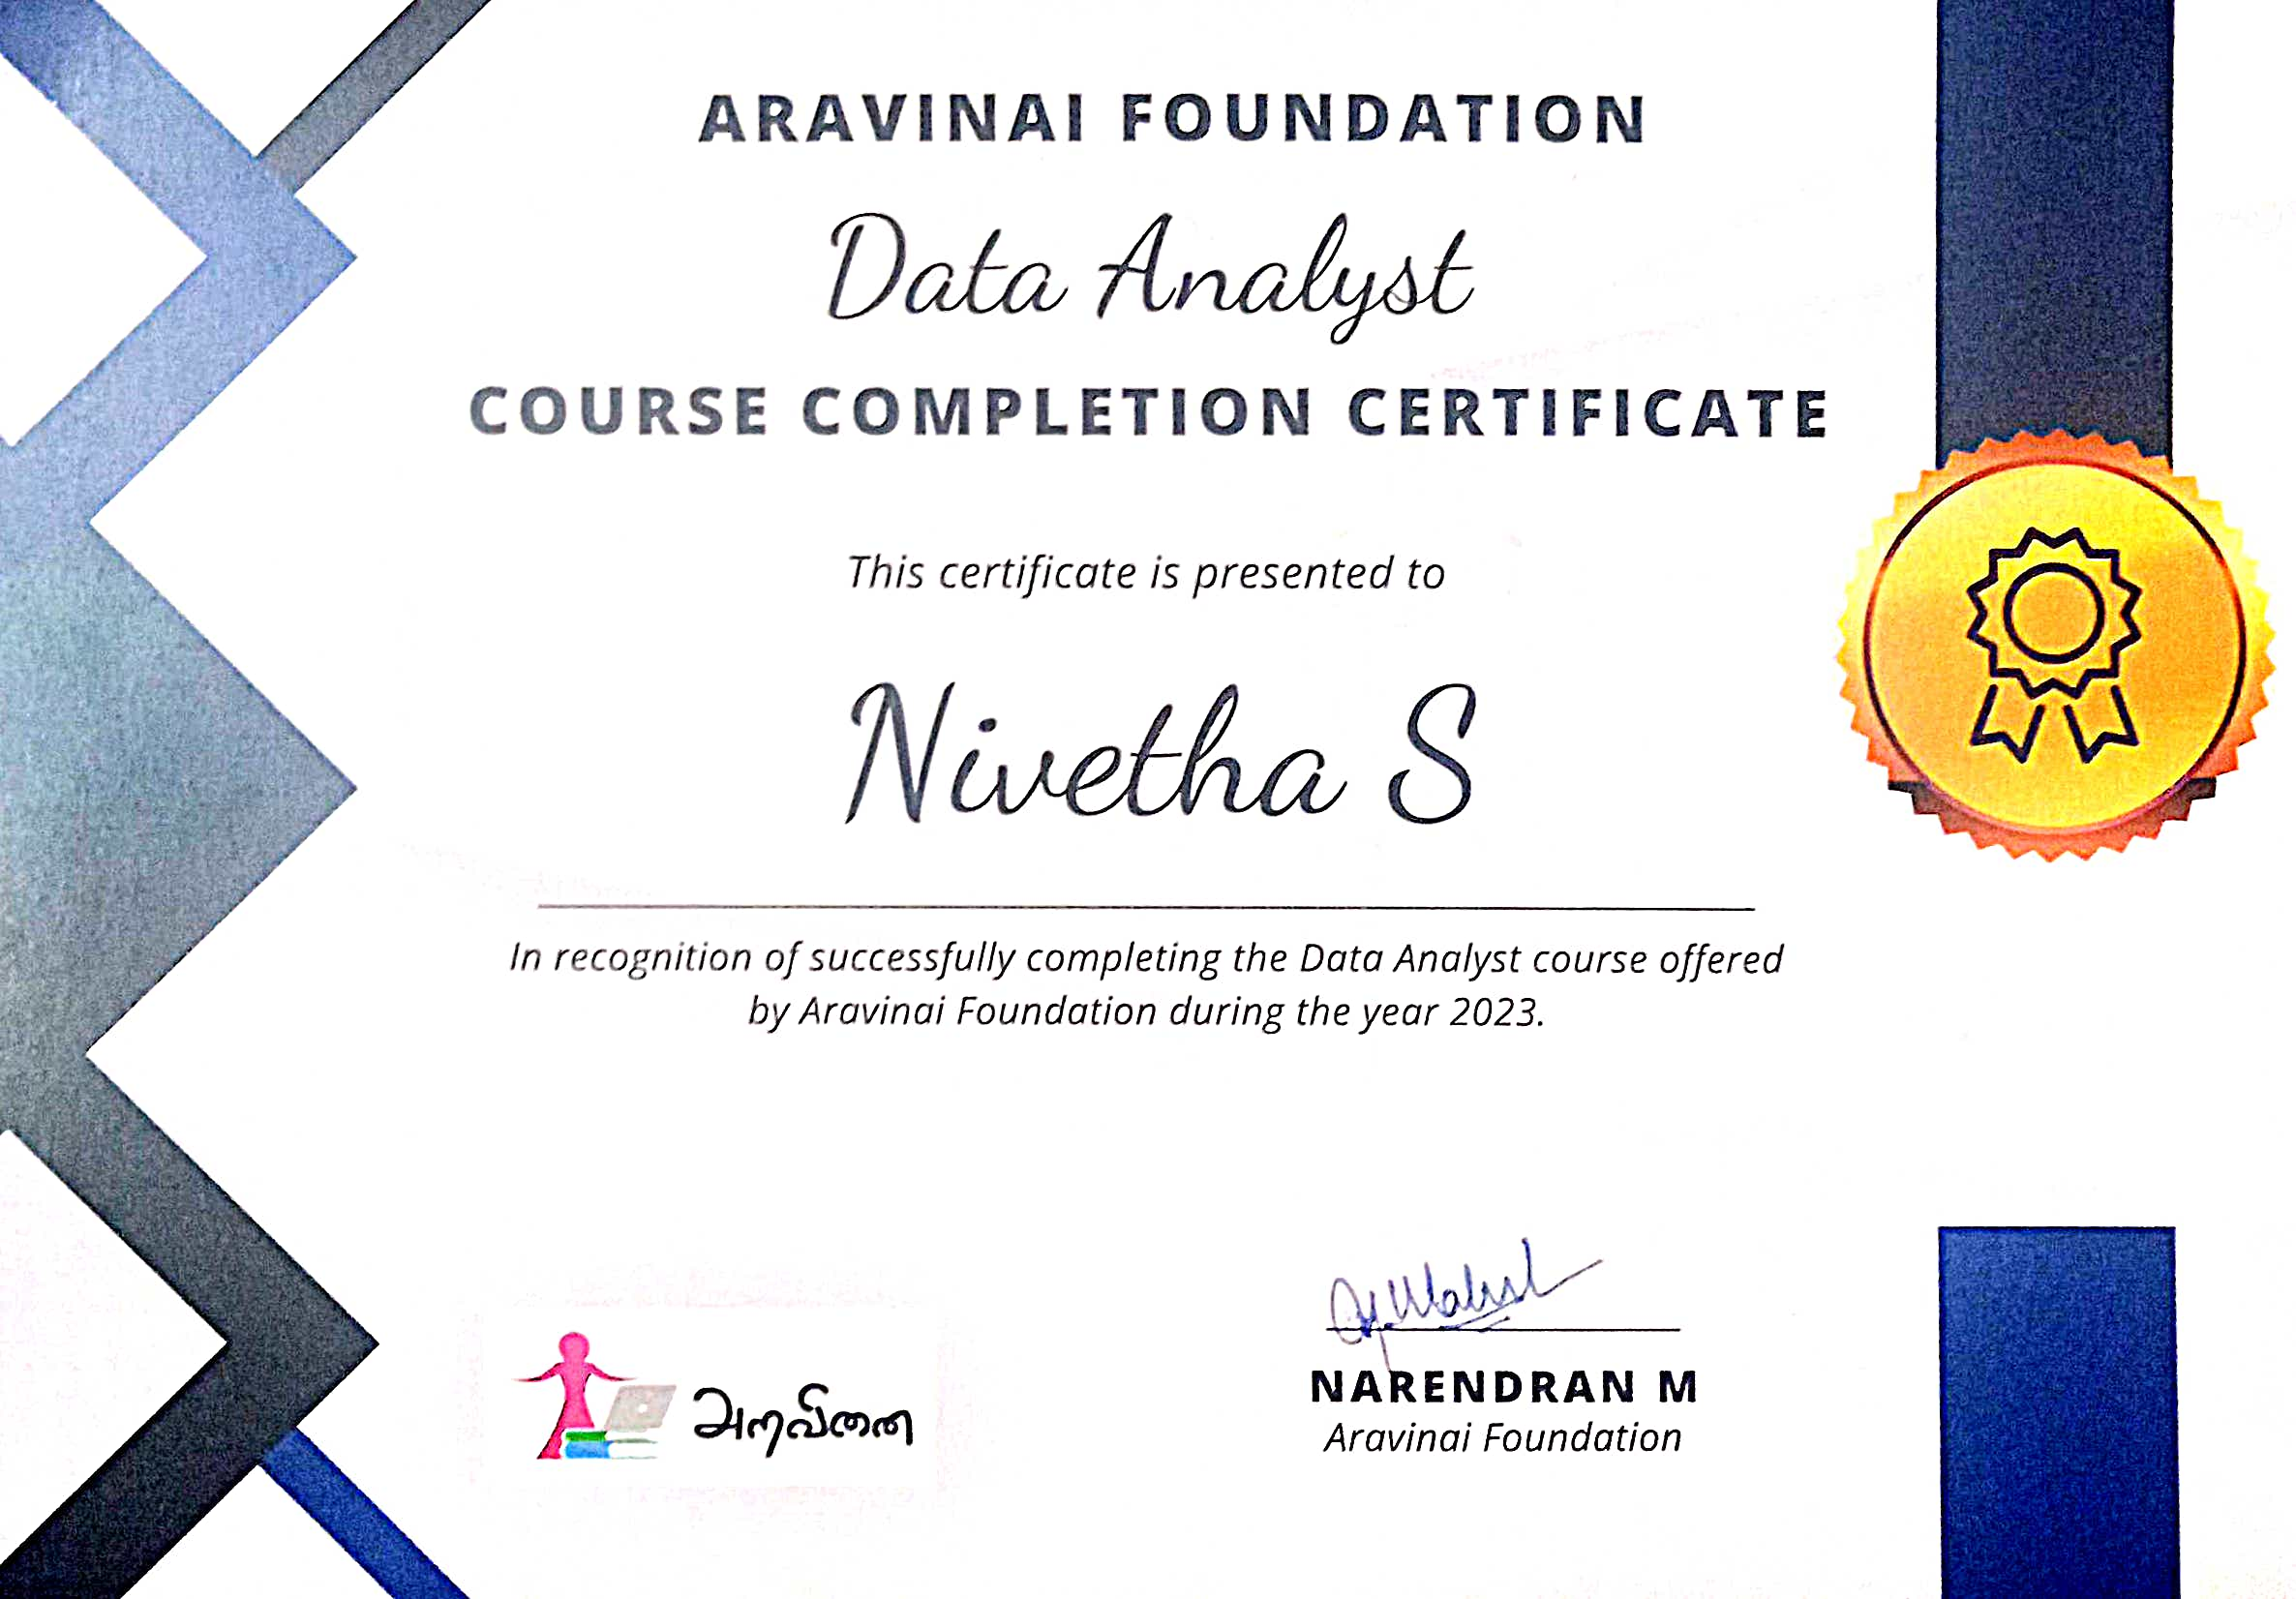 ARAVINAI FOUNDATION
Data Analyst
COURSE COMPLETION CERTIFICATE
This certificate is presented to
Nivetha S
In recognition of successfully completing the Data Analyst course offered
by Aravinai Foundation during the year 2023.
அறவினை
NARENDRAN M
Aravinai Foundation